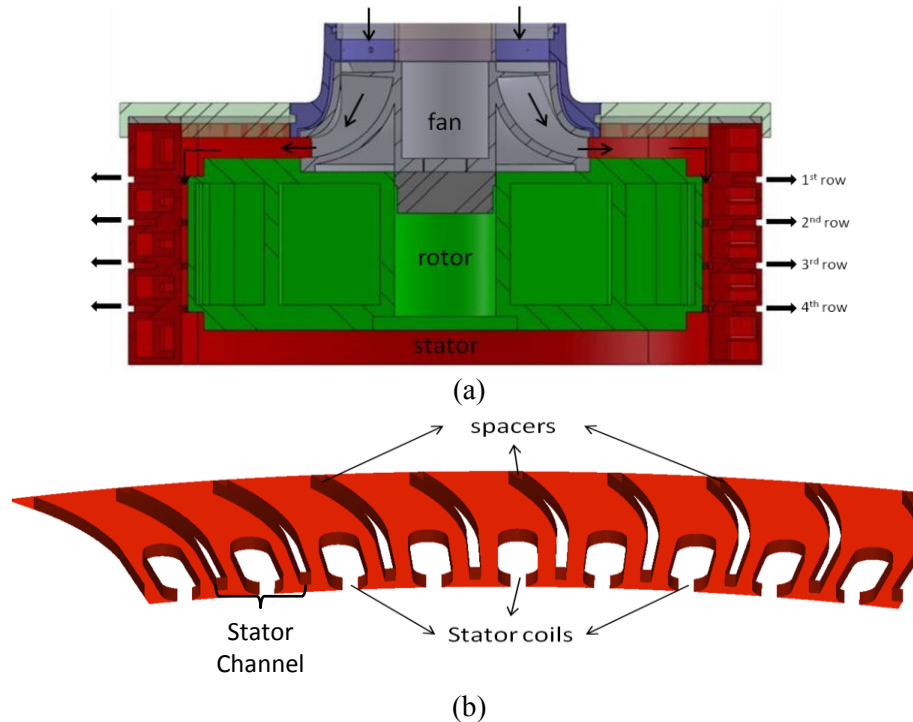 fan
1st row
2nd row
rotor
3rd row
4th row
stator
(a)
spacers
Stator
Channel
Stator coils
(b)